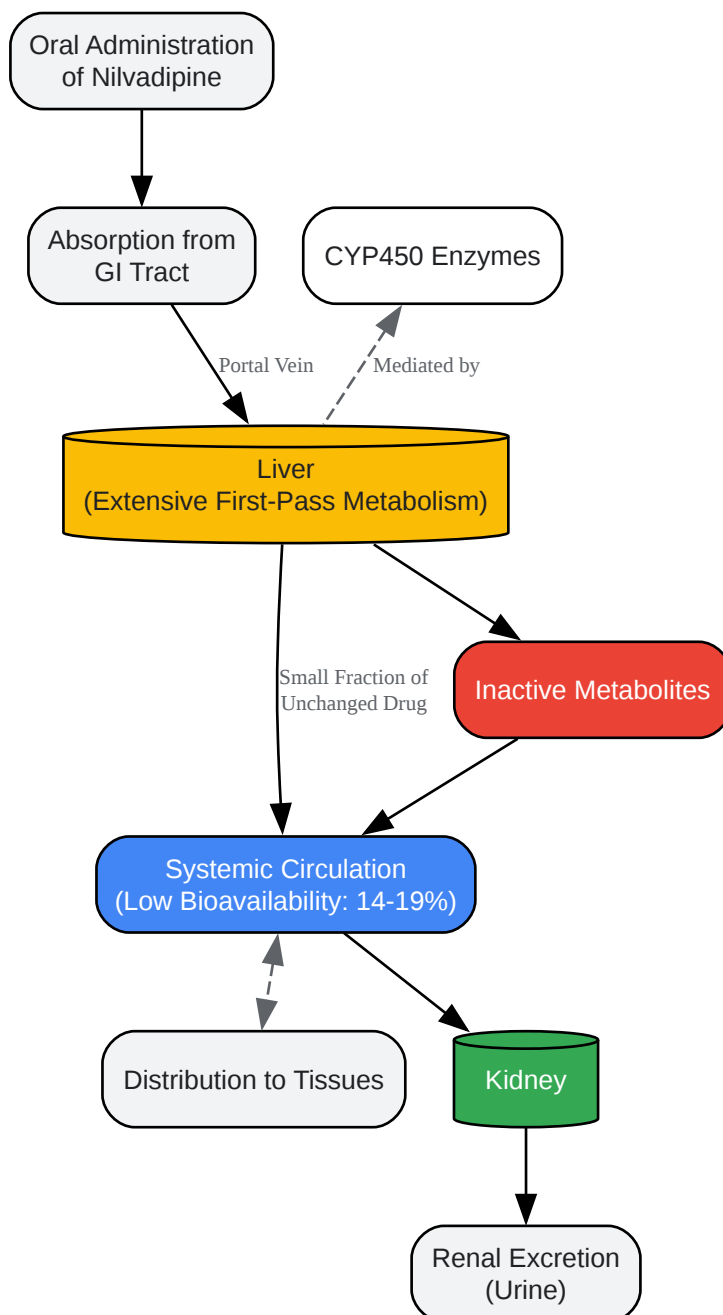 Oral Administration
of Nilvadipine
Absorption from
GI Tract
CYP450 Enzymes
Portal Vein
Mediated by
Liver
(Extensive First-Pass Metabolism)
Small Fraction of
Unchanged Drug
Inactive Metabolites
Systemic Circulation
(Low Bioavailability: 14-19%)
Distribution to Tissues
Kidney
Renal Excretion
(Urine)